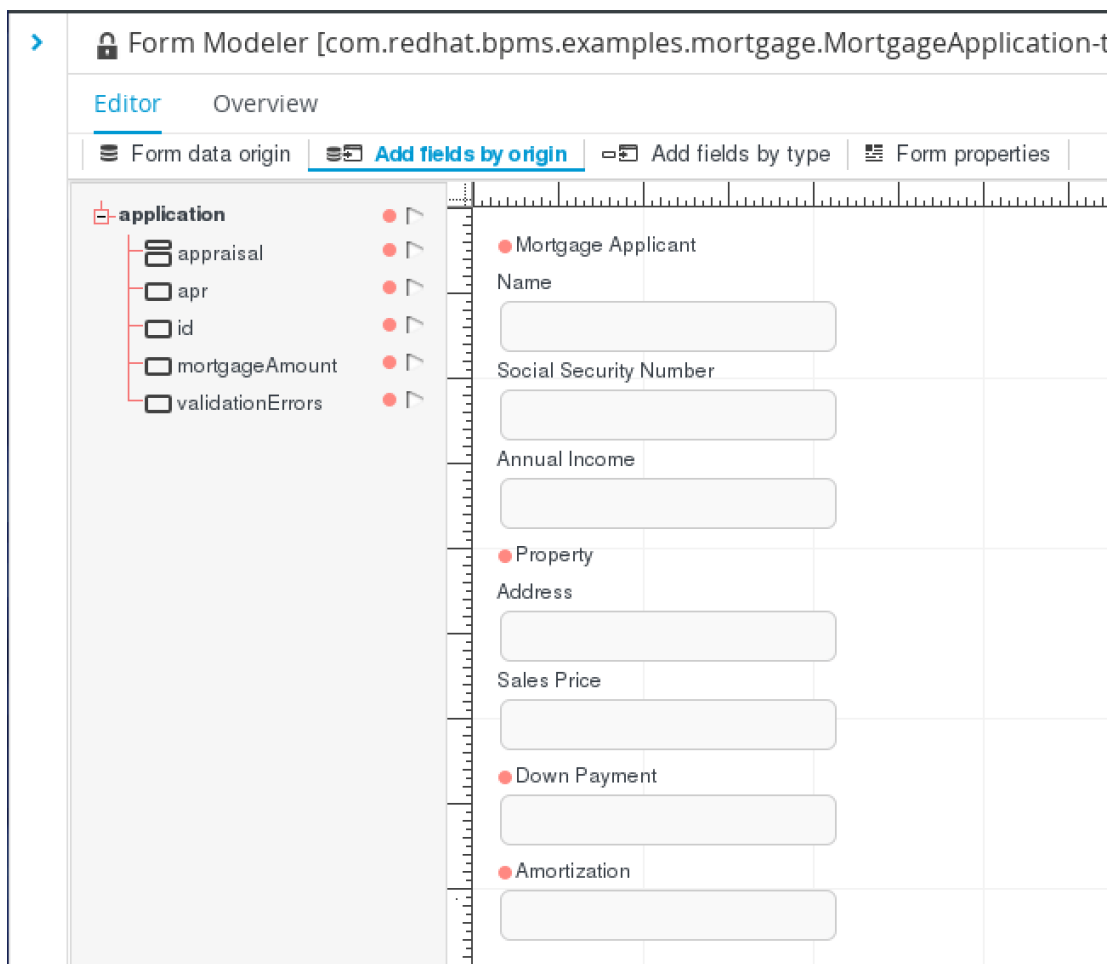 Form Modeler [com.redhat.bpms.examples.mortgage.MortgageApplication-t
Editor Overview
Form data origin Add fields by origin Add fields by type Form properties
application
appraisal
apr
id
mortgageAmount
validationErrors
Mortgage Applicant
Name
Social Security Number
Annual Income
Property
Address
Sales Price
Down Payment
Amortization